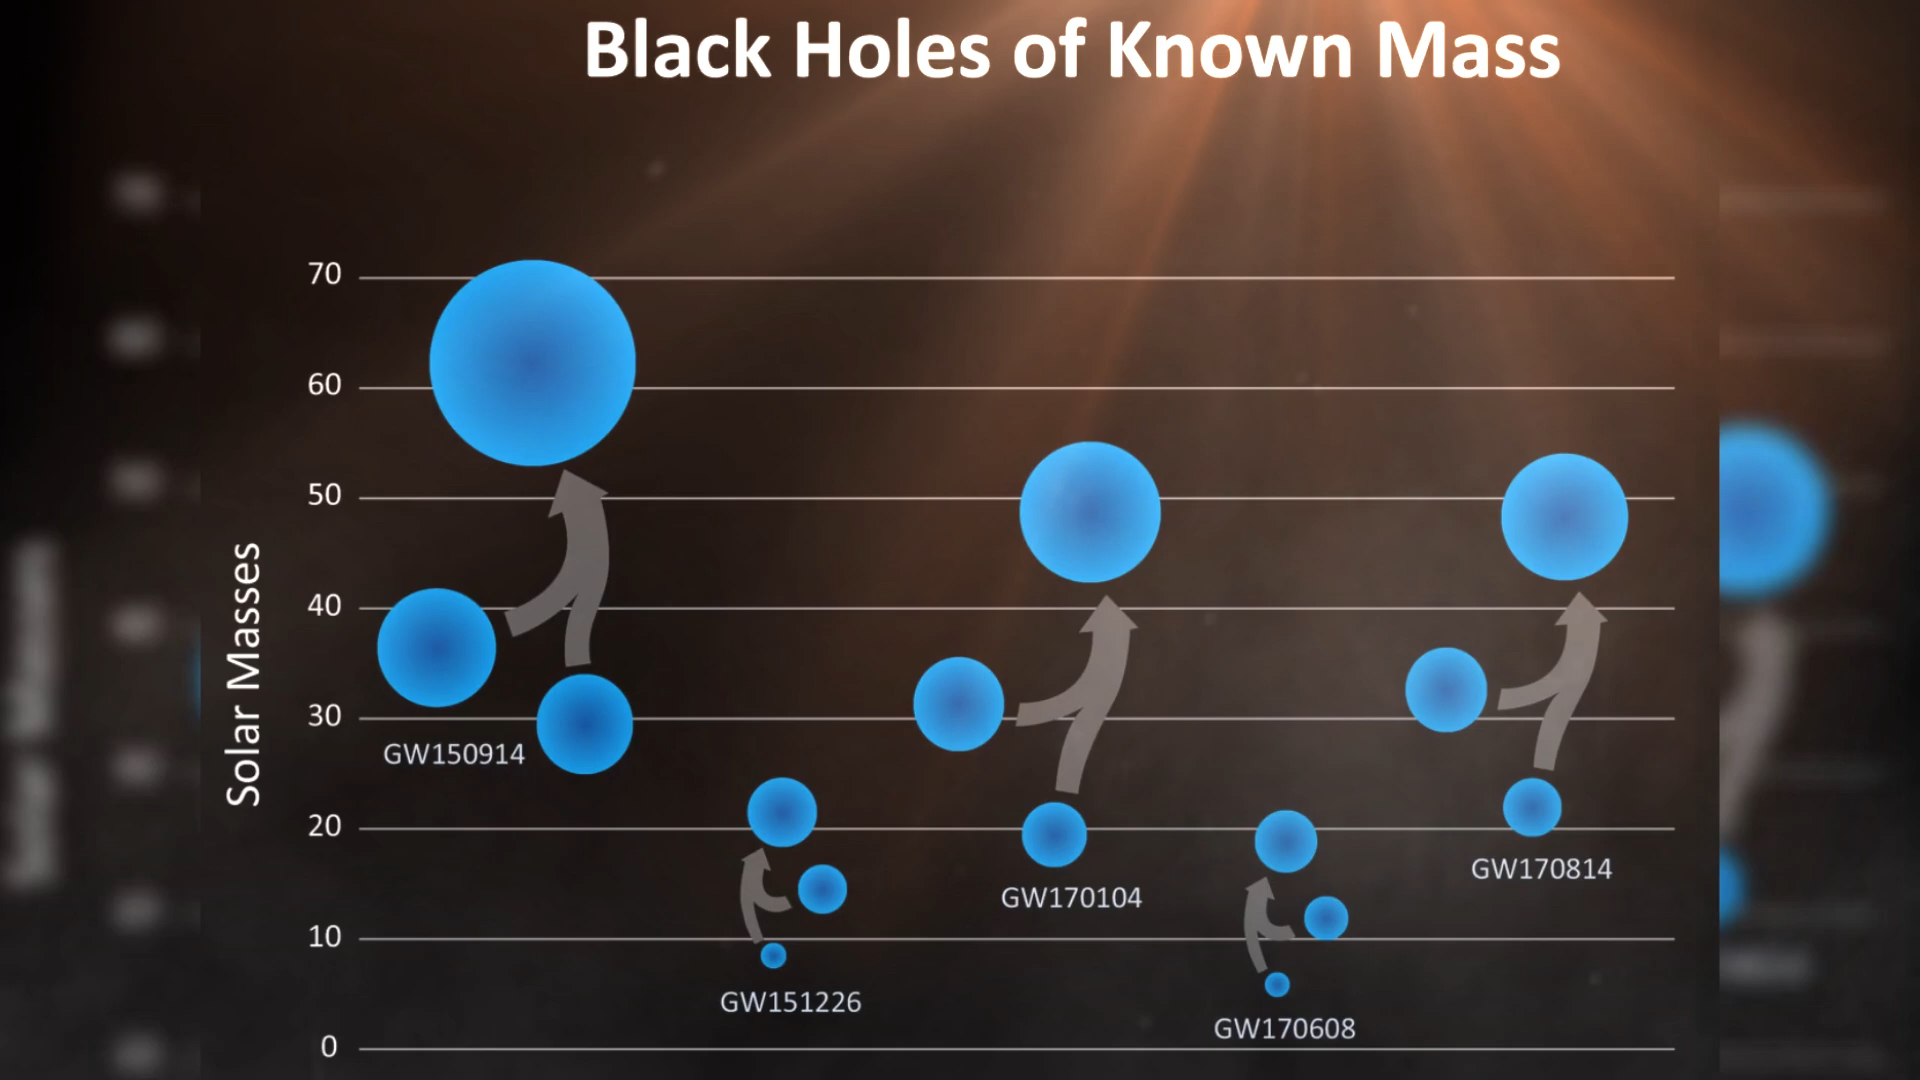 Black Holes of Known Mass
70
60
50
40
30
20
10
0
Solar Masses
GW150914
GW151226
GW170104
GW170608
GW170814